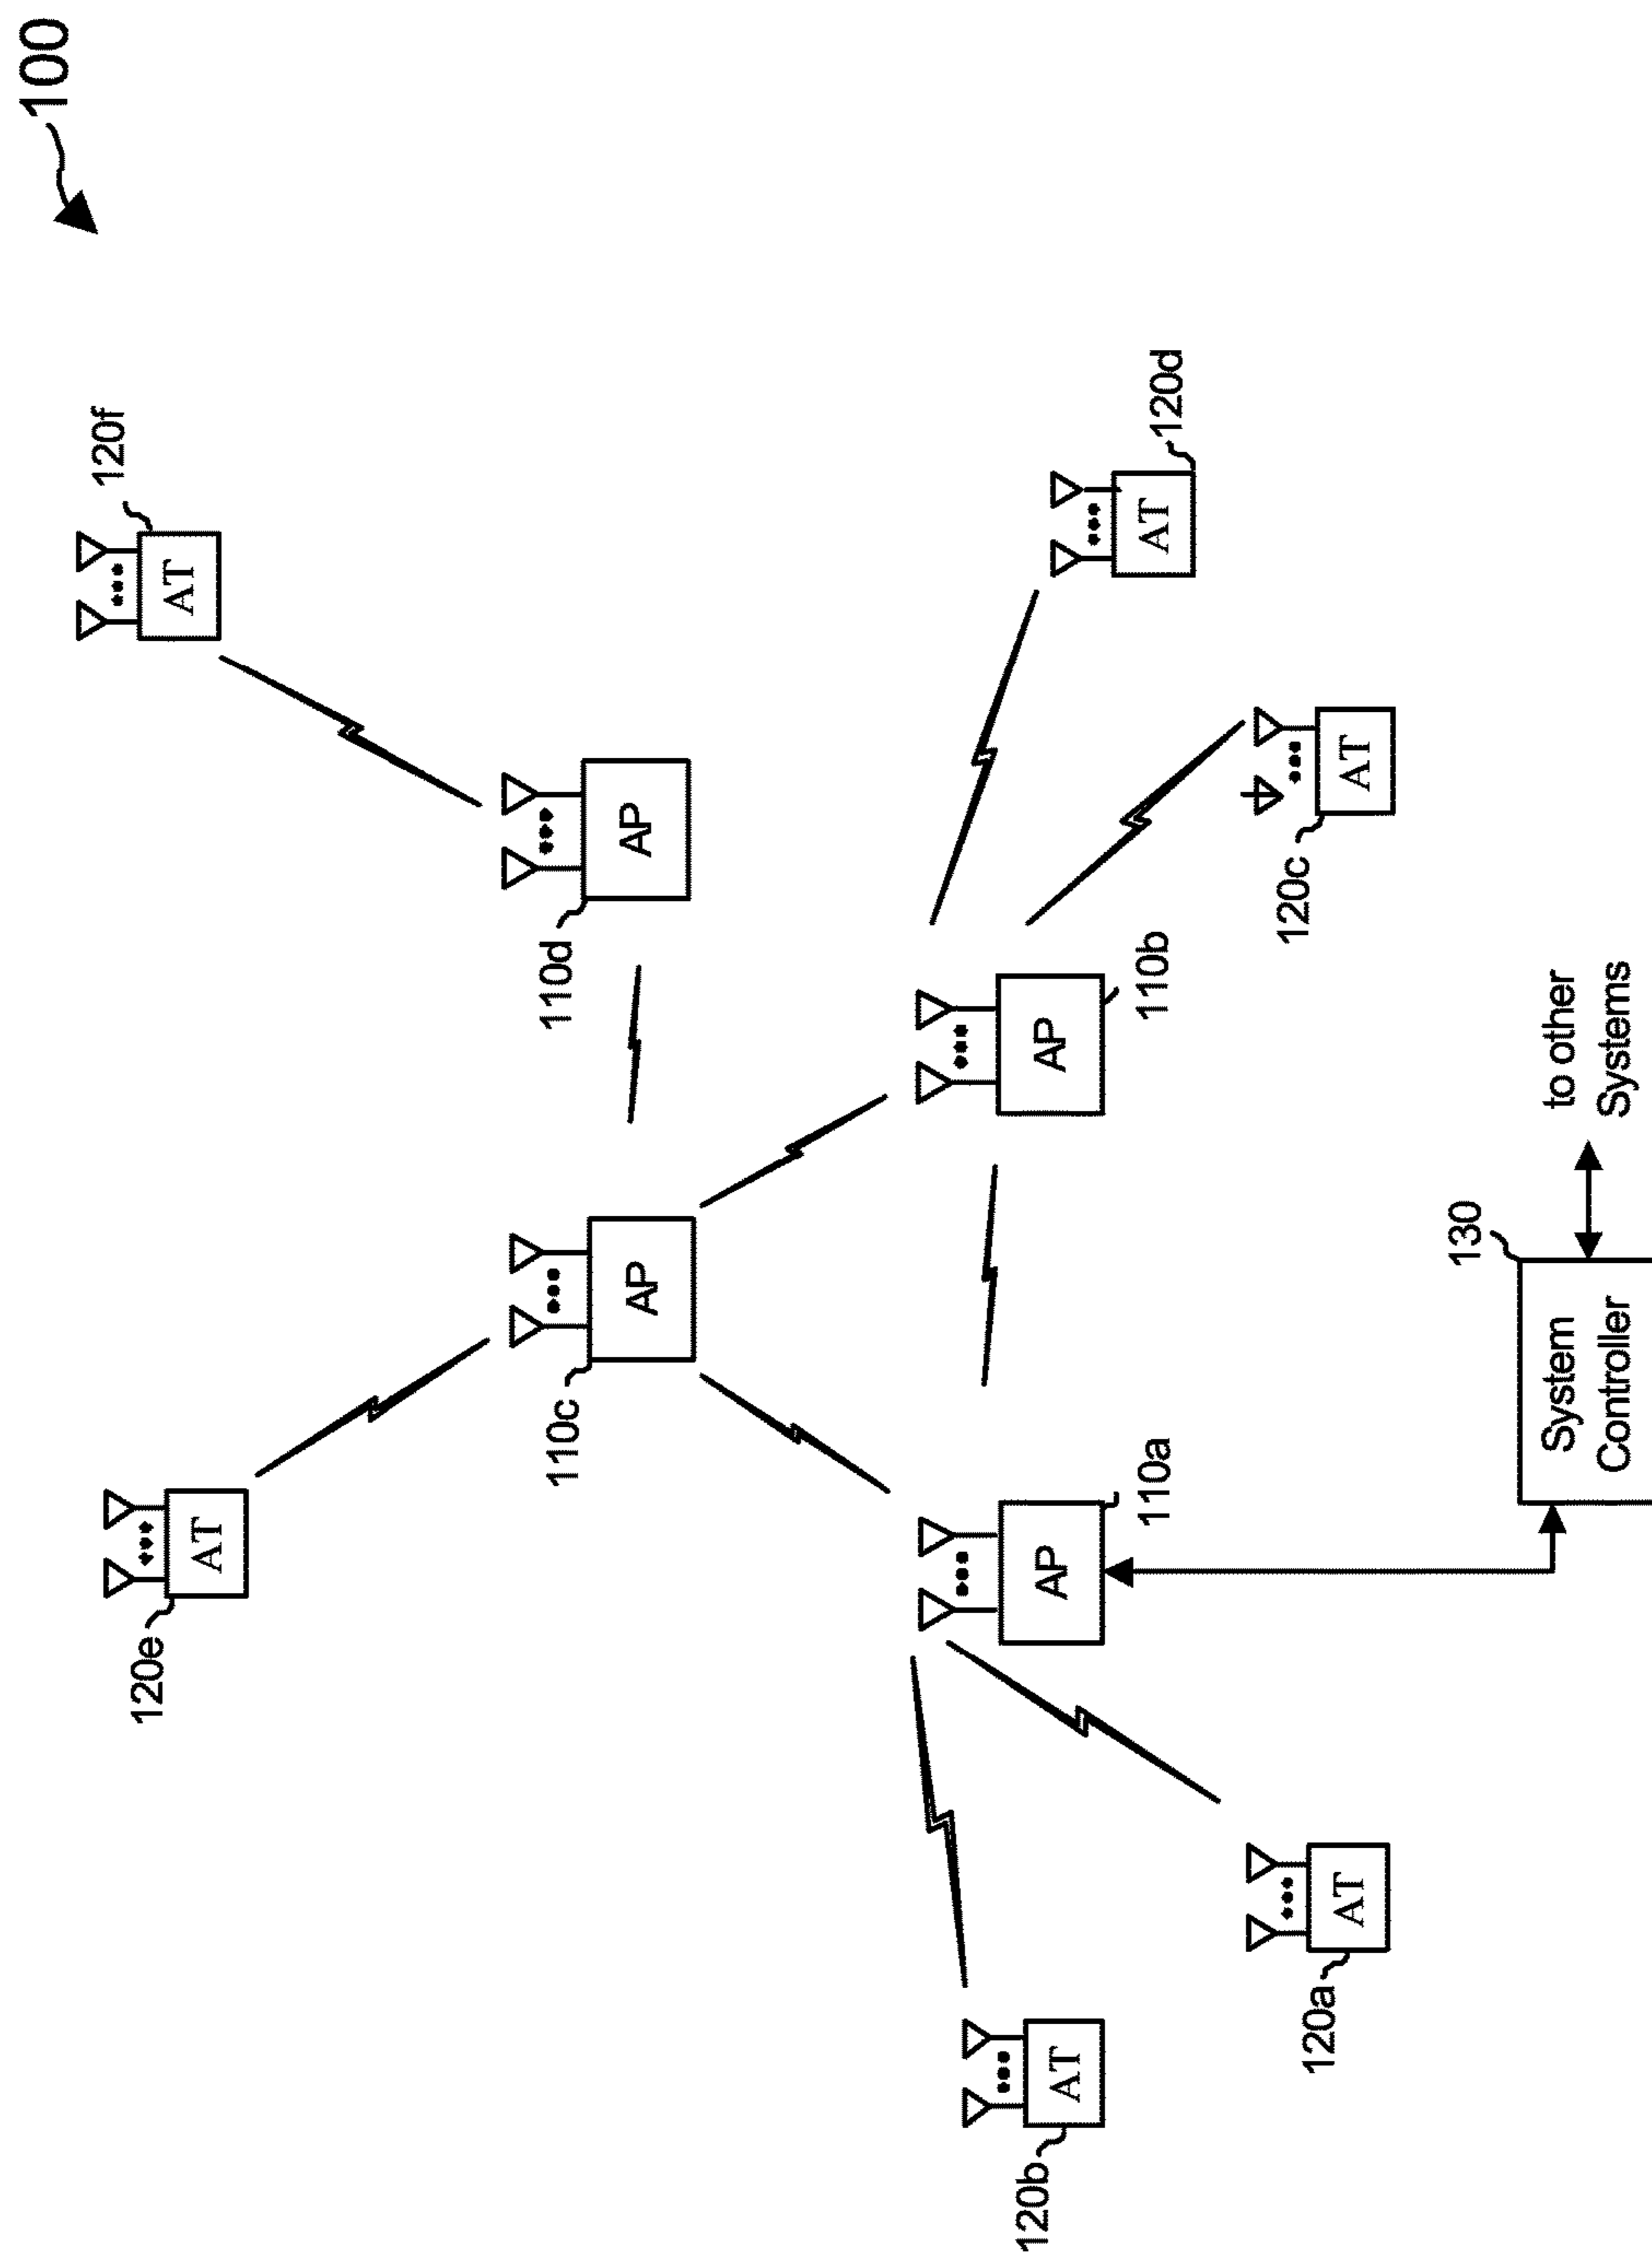 100
120f
AT
120e
AT
110d
AP
110c
AP
120d
AT
120c
AT
110b
AP
110a
AP
120b
AT
120a
AT
130
System
Controller
to other
Systems